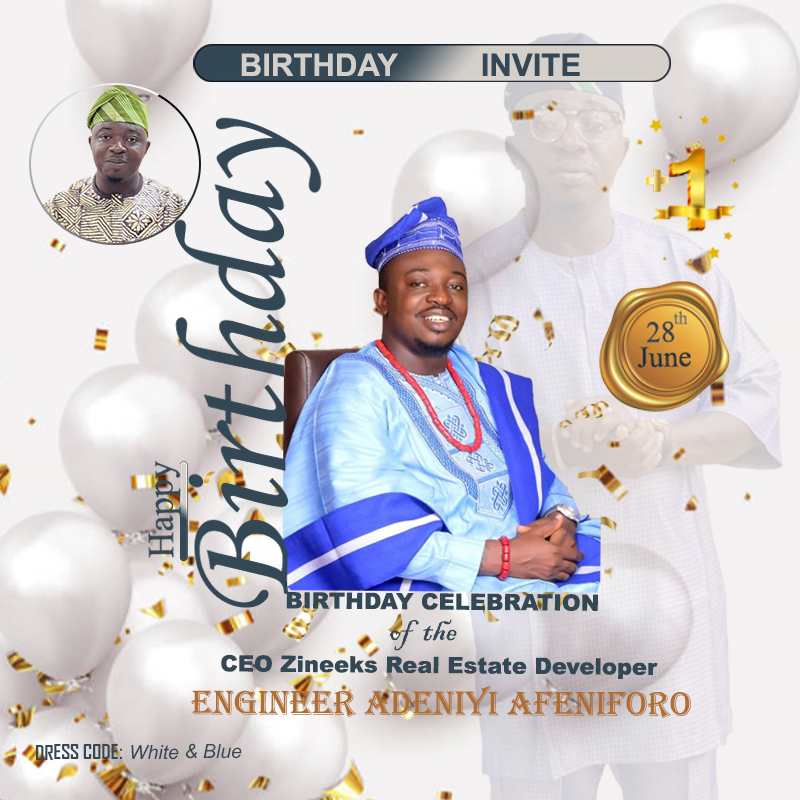 BIRTHDAY INVITE
+1
28th
June
Happy
Birthday
BIRTHDAY CELEBRATION
of the
CEO Zineeks Real Estate Developer
ENGINEER ADENIYI AFENIFORO
DRESS CODE: White & Blue